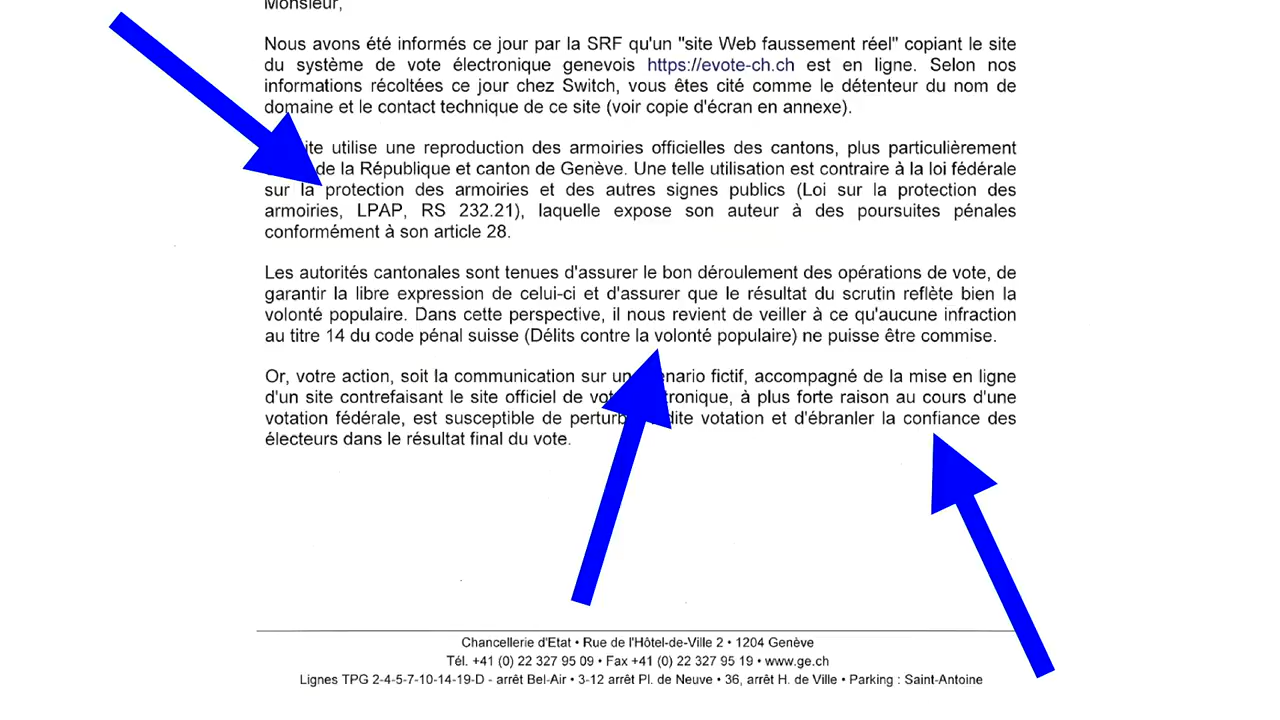 Monsieur,
Nous avons été informés ce jour par la SRF qu'un "site Web faussement réel" copiant le site
du système de vote électronique genevois https://evote-ch.ch est en ligne. Selon nos
informations récoltées ce jour chez Switch, vous êtes cité comme le détenteur du nom de
domaine et le contact technique de ce site (voir copie d'écran en annexe).
ite utilise une reproduction des armoiries officielles des cantons, plus particulièrement
de la République et canton de Genève. Une telle utilisation est contraire à la loi fédérale
sur la protection des armoiries et des autres signes publics (Loi sur la protection des
armoiries, LPAP, RS 232.21), laquelle expose son auteur à des poursuites pénales
conformément à son article 28.
Les autorités cantonales sont tenues d'assurer le bon déroulement des opérations de vote, de
garantir la libre expression de celui-ci et d'assurer que le résultat du scrutin reflète bien la
volonté populaire. Dans cette perspective, il nous revient de veiller à ce qu'aucune infraction
au titre 14 du code pénal suisse (Délits contre la volonté populaire) ne puisse être commise.
Or, votre action, soit la communication sur un enario fictif, accompagné de la mise en ligne
d'un site contrefaisant le site officiel de vot tronique, à plus forte raison au cours d'une
votation fédérale, est susceptible de perturb dite votation et d'ébranler la confiance des
électeurs dans le résultat final du vote.
Chancellerie d'Etat • Rue de l'Hôtel-de-Ville 2 • 1204 Genève
Tél. +41 (0) 22 327 95 09 • Fax +41 (0) 22 327 95 19 • www.ge.ch
Lignes TPG 2-4-5-7-10-14-19-D - arrêt Bel-Air • 3-12 arrêt Pl. de Neuve • 36, arrêt H. de Ville • Parking : Saint-Antoine